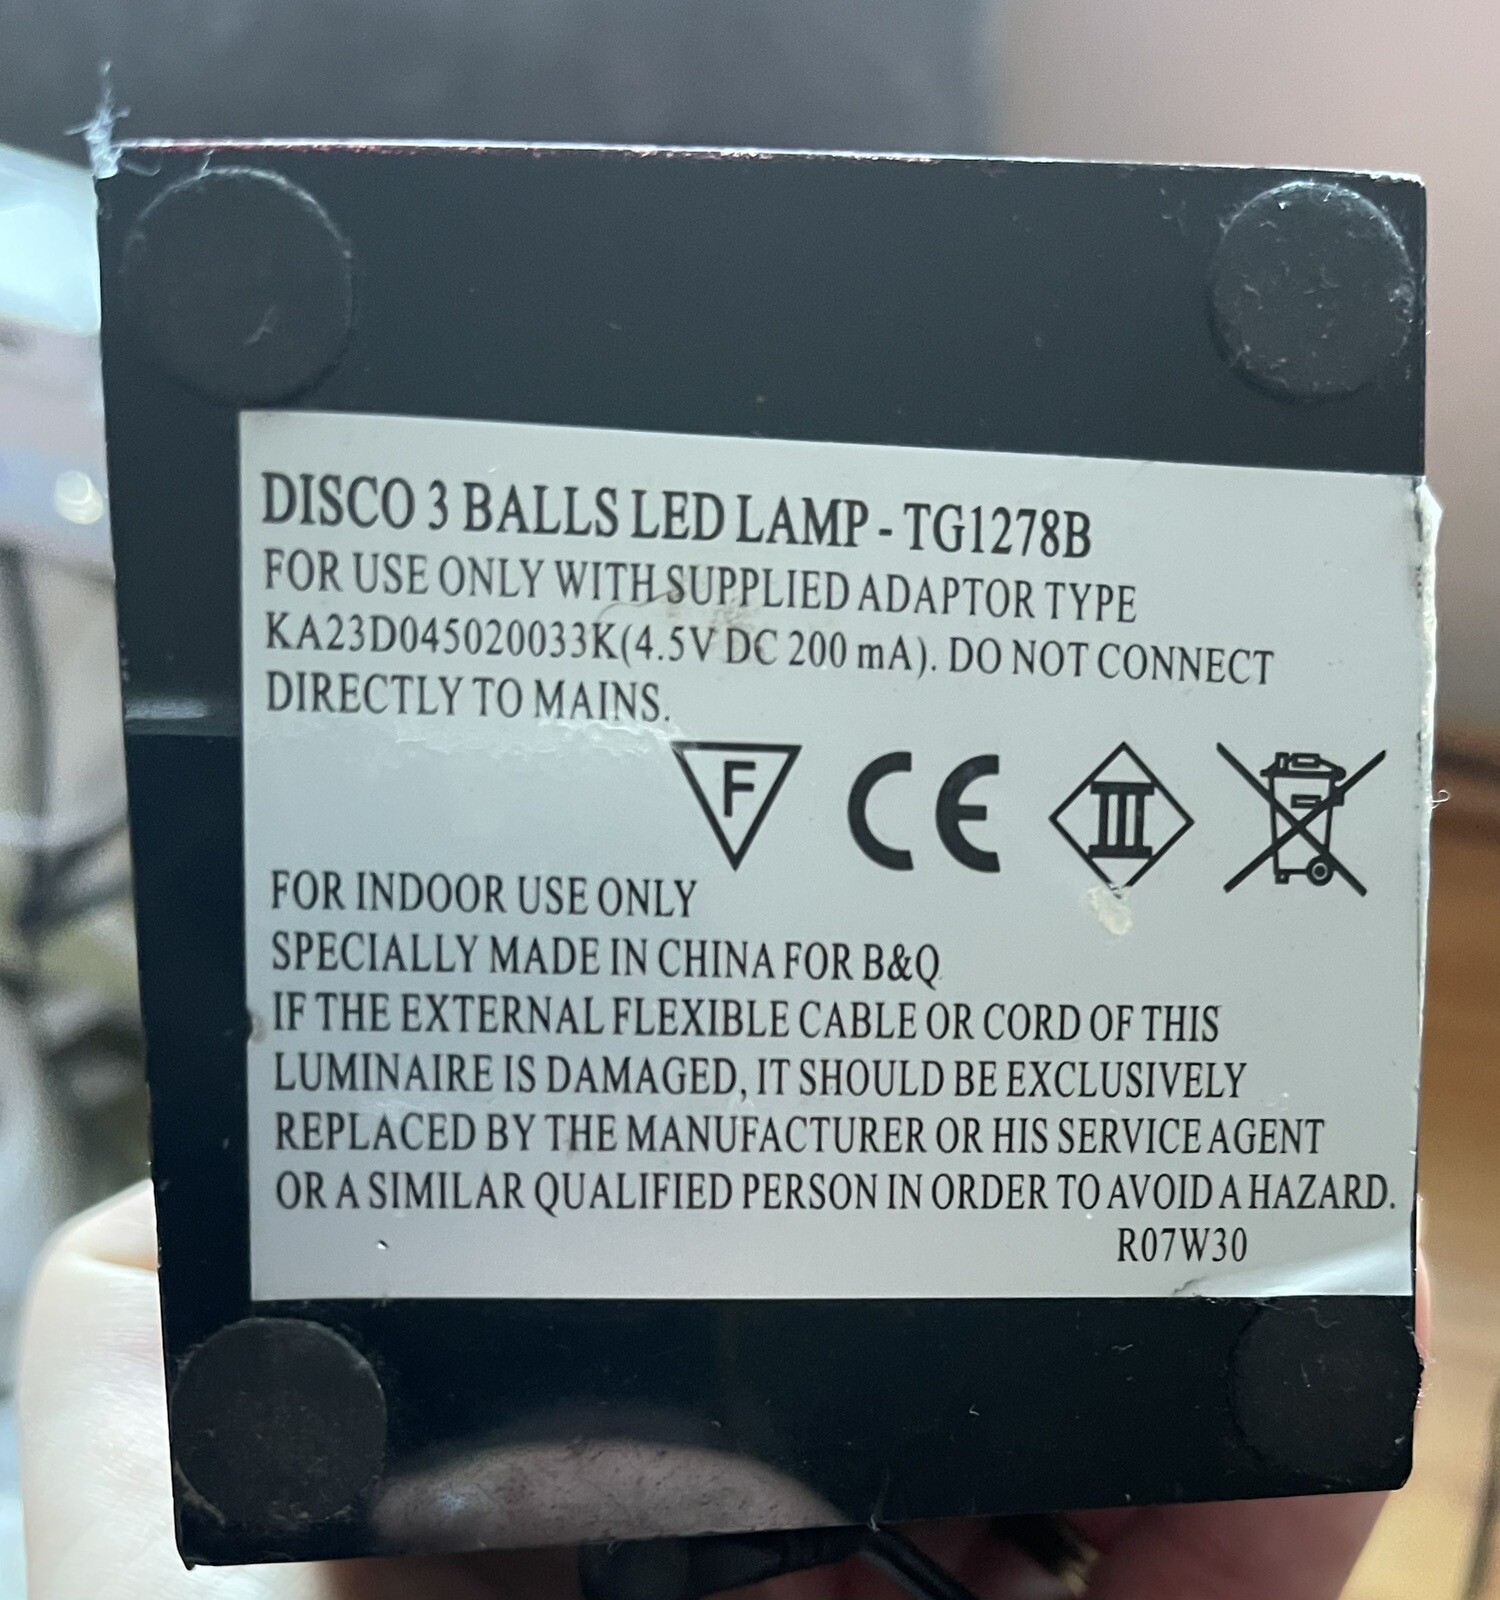 DISCO 3 BALLS LED LAMP - TG1278B
FOR USE ONLY WITH SUPPLIED ADAPTOR TYPE
KA23D045020033K(4.5V DC 200 mA). DO NOT CONNECT
DIRECTLY TO MAINS.
F CE III
FOR INDOOR USE ONLY
SPECIALLY MADE IN CHINA FOR B&Q
IF THE EXTERNAL FLEXIBLE CABLE OR CORD OF THIS
LUMINAIRE IS DAMAGED, IT SHOULD BE EXCLUSIVELY
REPLACED BY THE MANUFACTURER OR HIS SERVICE AGENT
OR A SIMILAR QUALIFIED PERSON IN ORDER TO AVOID A HAZARD.
R07W30